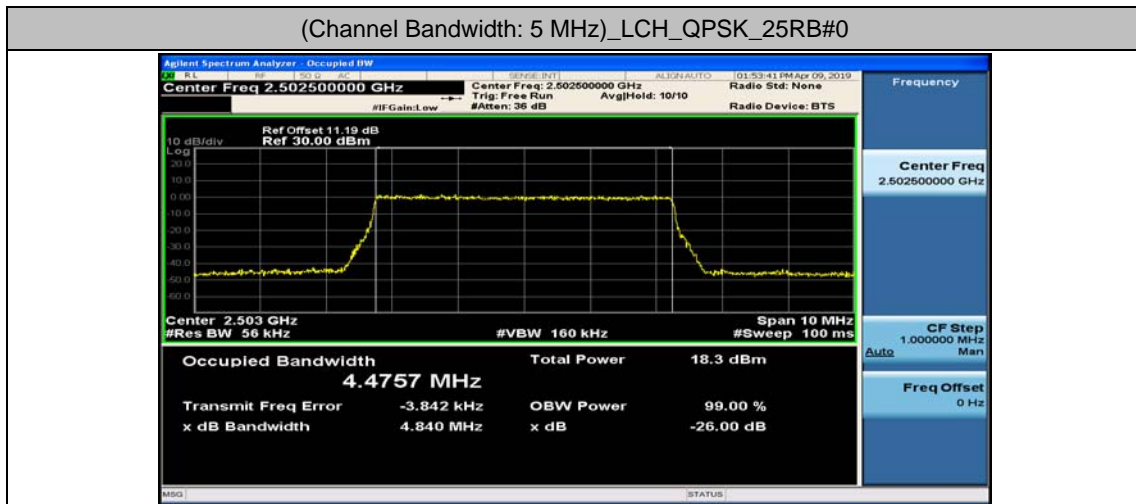 (Channel Bandwidth: 5 MHz)_LCH_QPSK_25RB#0
Agilent Spectrum Analyzer - Occupied BW
RL RF 50 Ω AC SENSE:INT ALIGN AUTO 01:53:41 PM Apr 09, 2019
Center Freq 2.502500000 GHz
Center Freq: 2.502500000 GHz
Radio Std: None
Trig: Free Run Avg|Hold: 10/10
#IFGain:Low #Atten: 36 dB Radio Device: BTS
Ref Offset 11.19 dB
10 dB/div Ref 30.00 dBm
Log
20.0
10.0
0.00
-10.0
-20.0
-30.0
-40.0
-50.0
-60.0
Center 2.503 GHz Span 10 MHz
#Res BW 56 kHz #VBW 160 kHz #Sweep 100 ms
Occupied Bandwidth Total Power 18.3 dBm
4.4757 MHz
Transmit Freq Error -3.842 kHz OBW Power 99.00 %
x dB Bandwidth 4.840 MHz x dB -26.00 dB
MSG STATUS
Frequency
Center Freq
2.502500000 GHz
CF Step
1.000000 MHz
Auto Man
Freq Offset
0 Hz